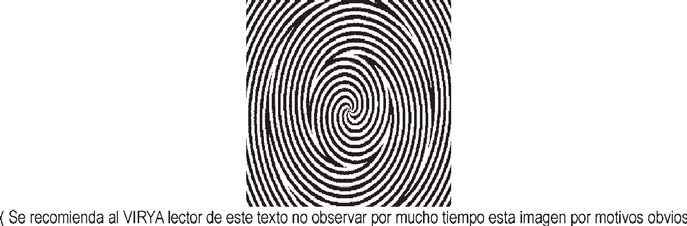 ( Se recomienda al VIRYA lector de este texto no observar por mucho tiempo esta imagen por motivos obvios